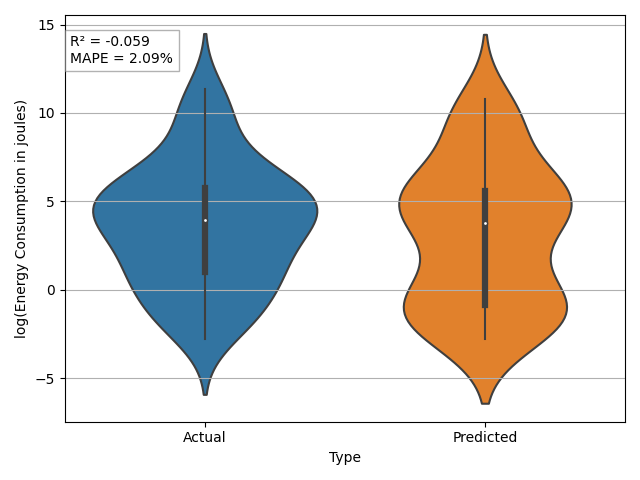 15
R² = -0.059
MAPE = 2.09%
10
5
0
−5
log(Energy Consumption in joules)
Actual
Predicted
Type